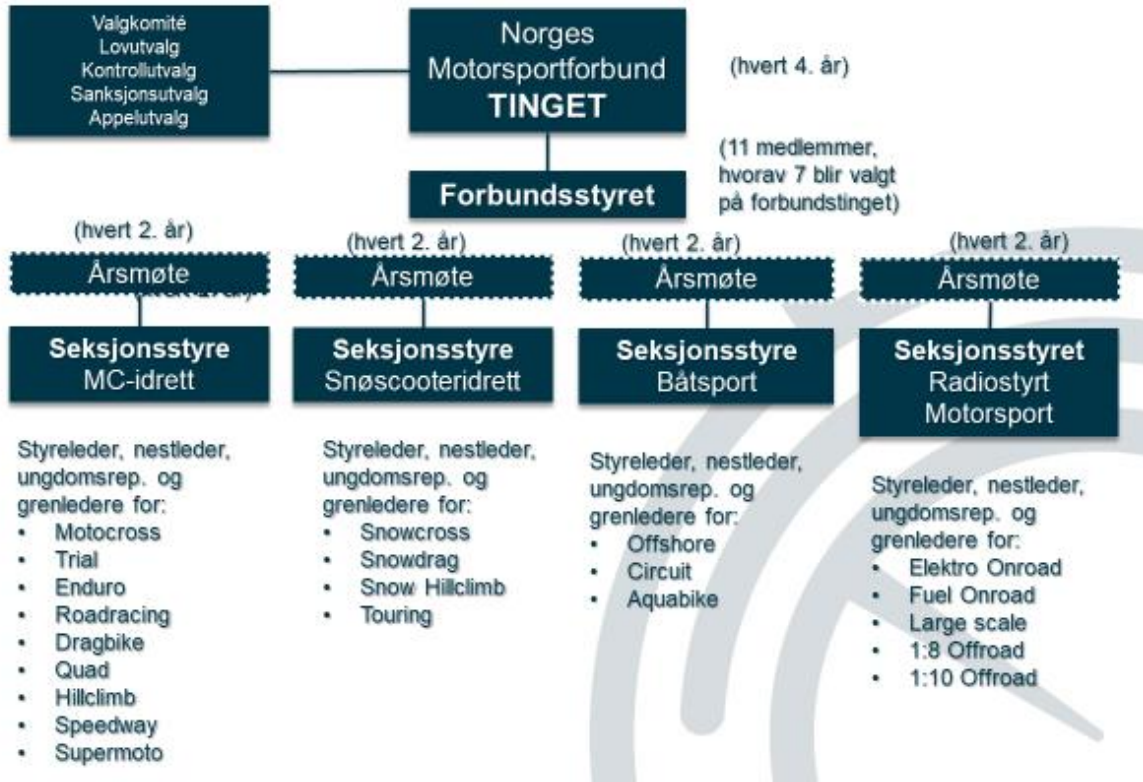 Valgkomité
Lovutvalg
Kontrollutvalg
Sanksjonsutvalg
Appelutvalg
Norges
Motorsportforbund
TINGET
(hvert 4. år)
Forbundsstyret
(11 medlemmer,
hvorav 7 blir valgt
på forbundstinget)
(hvert 2. år)
Årsmøte
Seksjonsstyre
MC-idrett
Styreleder, nestleder,
ungdomsrep. og
grenledere for:
• Motocross
• Trial
• Enduro
• Roadracing
• Dragbike
• Quad
• Hillclimb
• Speedway
• Supermoto
(hvert 2. år)
Årsmøte
Seksjonsstyre
Snøscooteridrett
Styreleder, nestleder,
ungdomsrep. og
grenledere for:
• Snowcross
• Snowdrag
• Snow Hillclimb
• Touring
(hvert 2. år)
Årsmøte
Seksjonsstyre
Båtsport
Styreleder, nestleder,
ungdomsrep. og
grenledere for:
• Offshore
• Circuit
• Aquabike
(hvert 2. år)
Årsmøte
Seksjonsstyret
Radiostyrt
Motorsport
Styreleder, nestleder,
ungdomsrep. og
grenledere for:
• Elektro Onroad
• Fuel Onroad
• Large scale
• 1:8 Offroad
• 1:10 Offroad